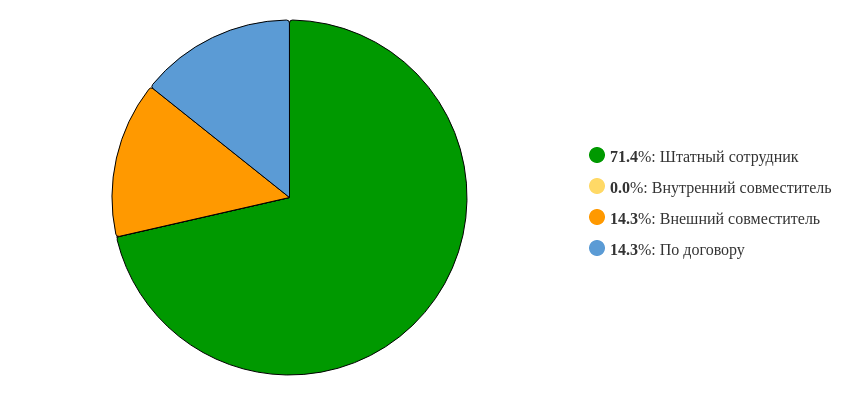 71.4%: Штатный сотрудник
0.0%: Внутренний совместитель
14.3%: Внешний совместитель
14.3%: По договору